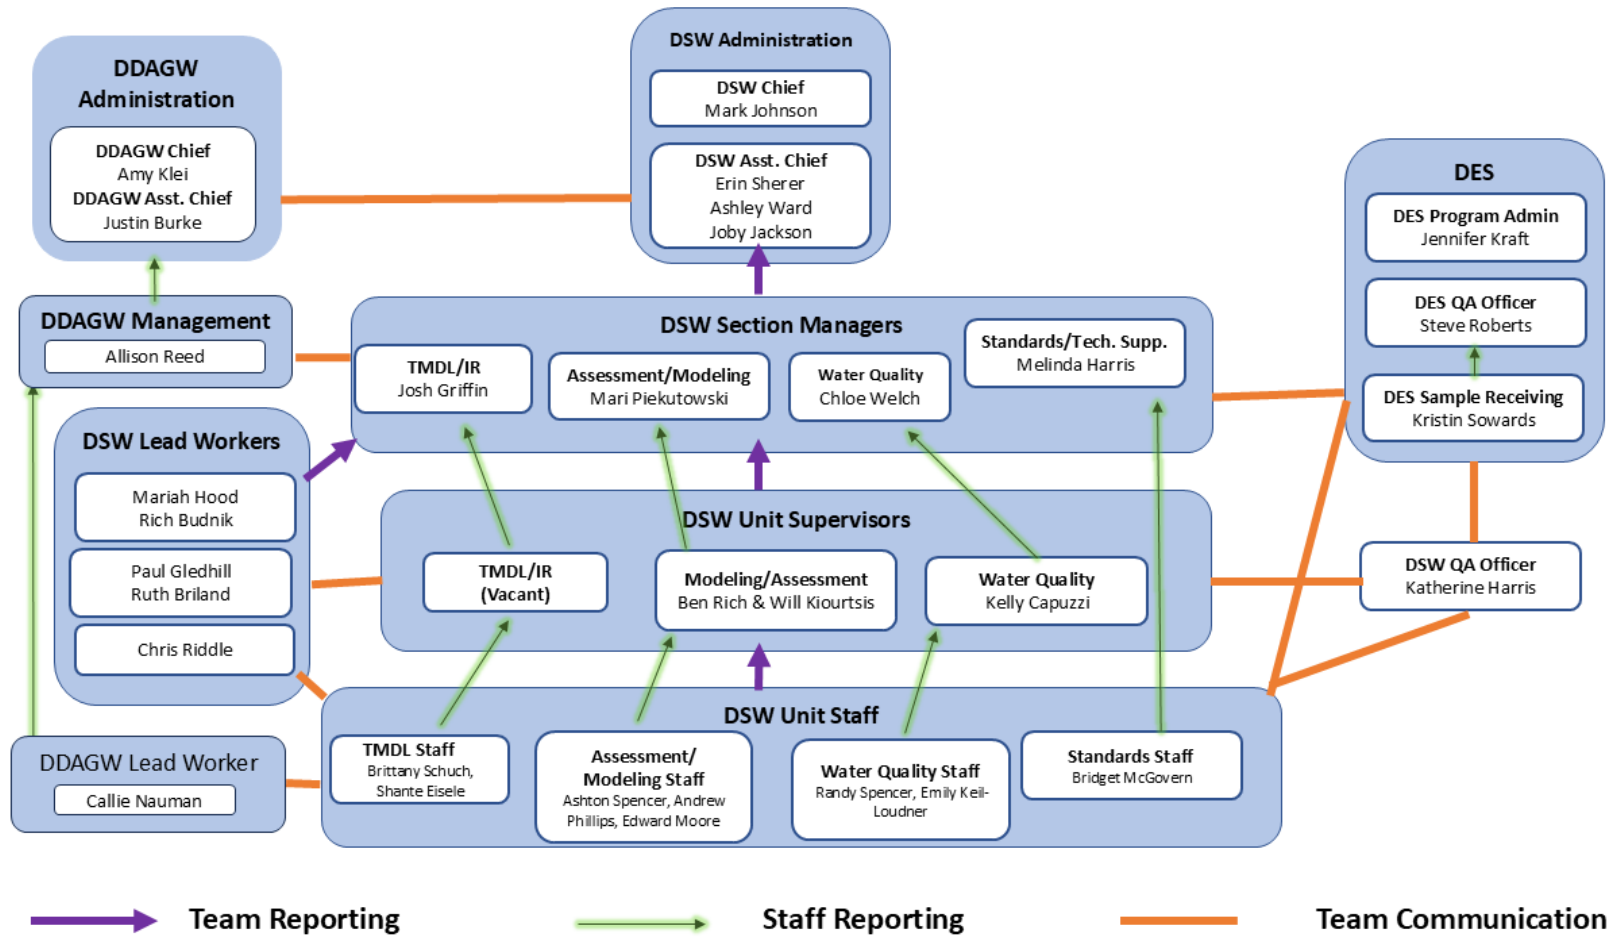 DDAGW
Administration
DDAGW Chief
Amy Klei
DDAGW Asst. Chief
Justin Burke
DSW Administration
DSW Chief
Mark Johnson
DSW Asst. Chief
Erin Sherer
Ashley Ward
Joby Jackson
DES
DES Program Admin
Jennifer Kraft
DES QA Officer
Steve Roberts
DES Sample Receiving
Kristin Sowards
DDAGW Management
Allison Reed
DSW Section Managers
TMDL/IR
Josh Griffin
Assessment/Modeling
Mari Piekutowski
Water Quality
Chloe Welch
Standards/Tech. Supp.
Melinda Harris
DSW Lead Workers
Mariah Hood
Rich Budnik
Paul Gledhill
Ruth Briland
Chris Riddle
DSW Unit Supervisors
TMDL/IR
(Vacant)
Modeling/Assessment
Ben Rich & Will Kiourtsis
Water Quality
Kelly Capuzzi
DSW QA Officer
Katherine Harris
DDAGW Lead Worker
Callie Nauman
DSW Unit Staff
TMDL Staff
Brittany Schuch,
Shante Eisele
Assessment/
Modeling Staff
Ashton Spencer, Andrew
Phillips, Edward Moore
Water Quality Staff
Randy Spencer, Emily Keil-
Loudner
Standards Staff
Bridget McGovern
Team Reporting
Staff Reporting
Team Communication